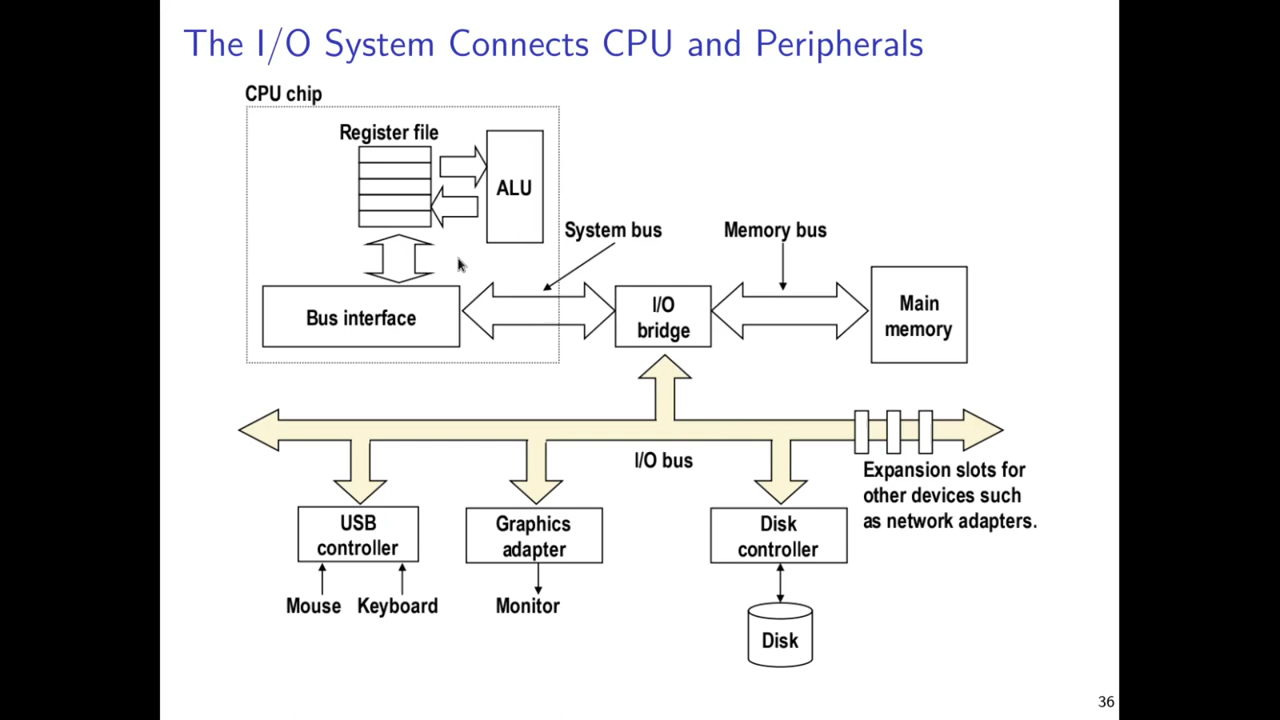 The I/O System Connects CPU and Peripherals
CPU chip
Register file
ALU
System bus
Memory bus
Bus interface
I/O
bridge
Main
memory
I/O bus
Expansion slots for
other devices such
as network adapters.
USB
controller
Graphics
adapter
Disk
controller
Mouse
Keyboard
Monitor
Disk
36